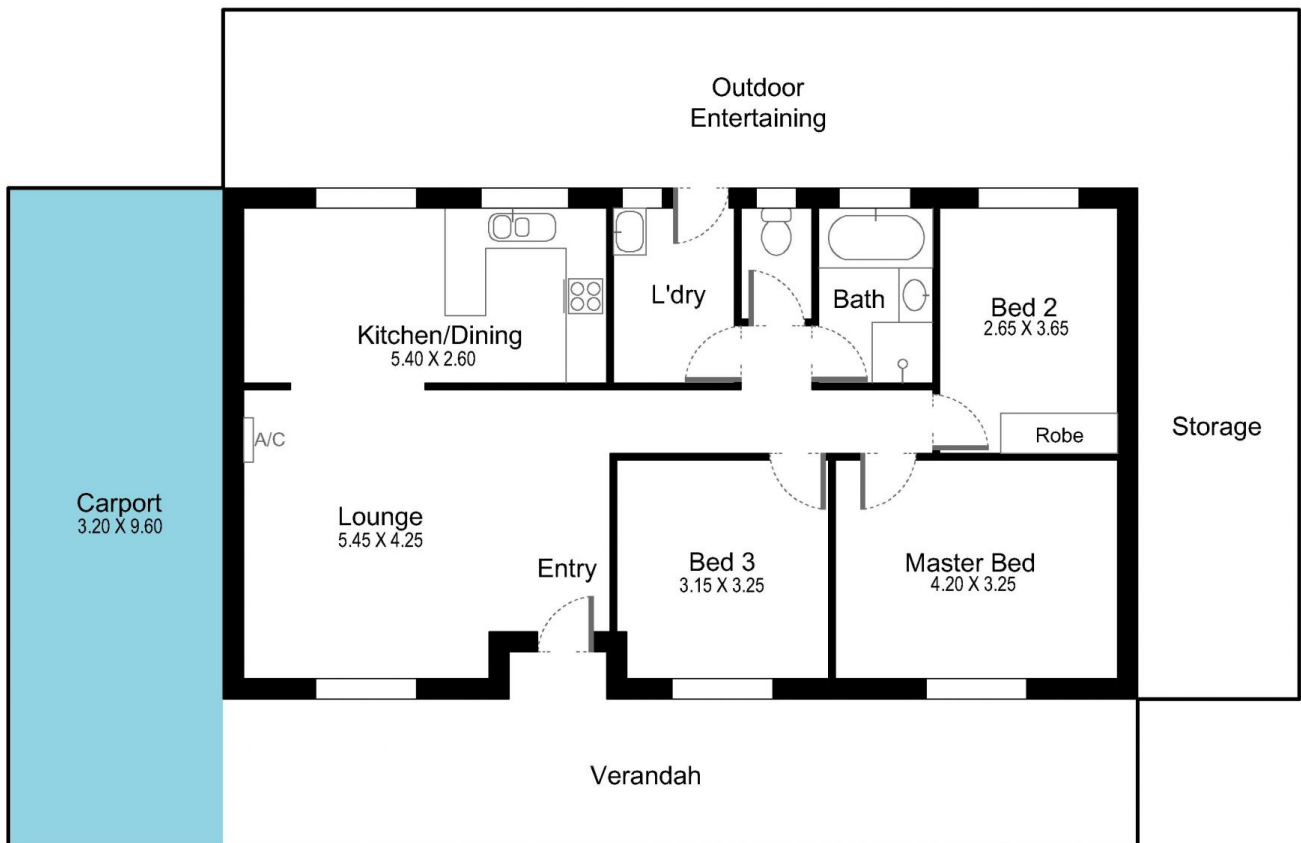 Outdoor
Entertaining
Kitchen/Dining
5.40 X 2.60
L'dry
Bath
Bed 2
2.65 X 3.65
Robe
Storage
A/C
Carport
3.20 X 9.60
Lounge
5.45 X 4.25
Entry
Bed 3
3.15 X 3.25
Master Bed
4.20 X 3.25
Verandah